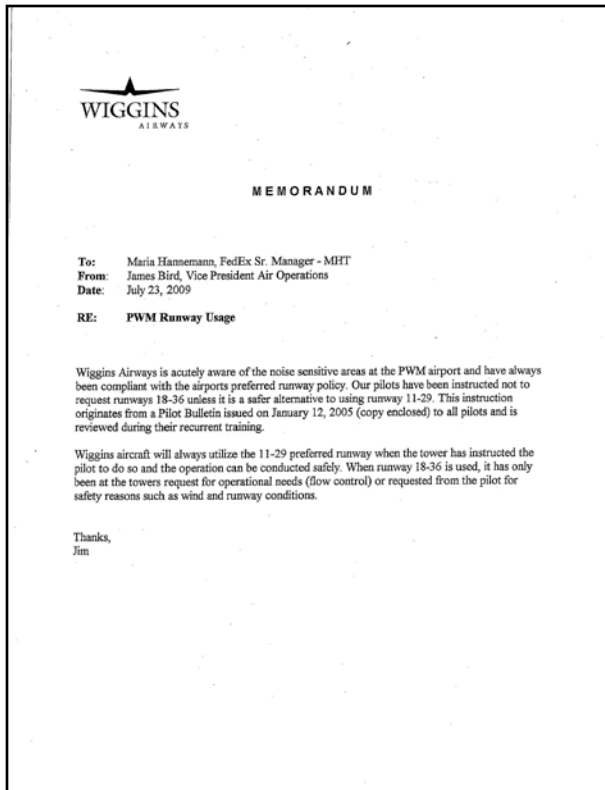 WIGGINS
AIRWAYS
MEMORANDUM
To: Maria Hannemann, FedEx Sr. Manager - MHT
From: James Bird, Vice President Air Operations
Date: July 23, 2009
RE: PWM Runway Usage
Wiggins Airways is acutely aware of the noise sensitive areas at the PWM airport and have always
been compliant with the airports preferred runway policy. Our pilots have been instructed not to
request runways 18-36 unless it is a safer alternative to using runway 11-29. This instruction
originates from a Pilot Bulletin issued on January 12, 2005 (copy enclosed) to all pilots and is
reviewed during their recurrent training.
Wiggins aircraft will always utilize the 11-29 preferred runway when the tower has instructed the
pilot to do so and the operation can be conducted safely. When runway 18-36 is used, it has only
been at the towers request for operational needs (flow control) or requested from the pilot for
safety reasons such as wind and runway conditions.
Thanks,
Jim